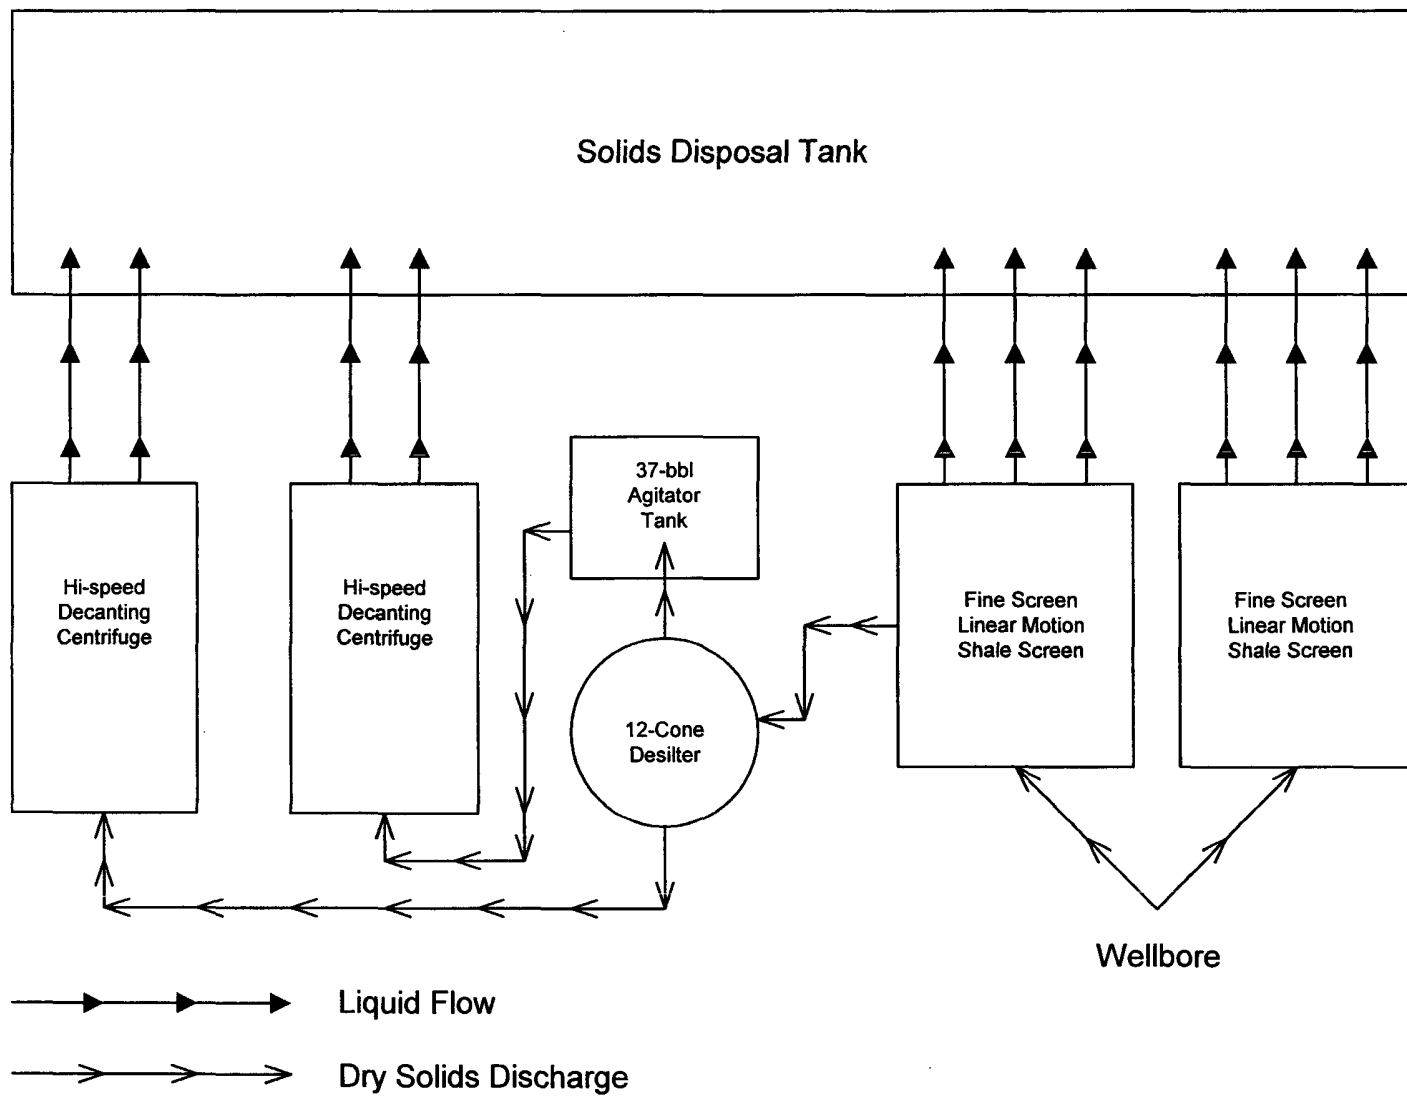 Solids Disposal Tank
37-bbl
Agitator
Tank
Hi-speed
Decanting
Centrifuge
Hi-speed
Decanting
Centrifuge
Fine Screen
Linear Motion
Shale Screen
Fine Screen
Linear Motion
Shale Screen
12-Cone
Desilter
Wellbore
Liquid Flow
Dry Solids Discharge